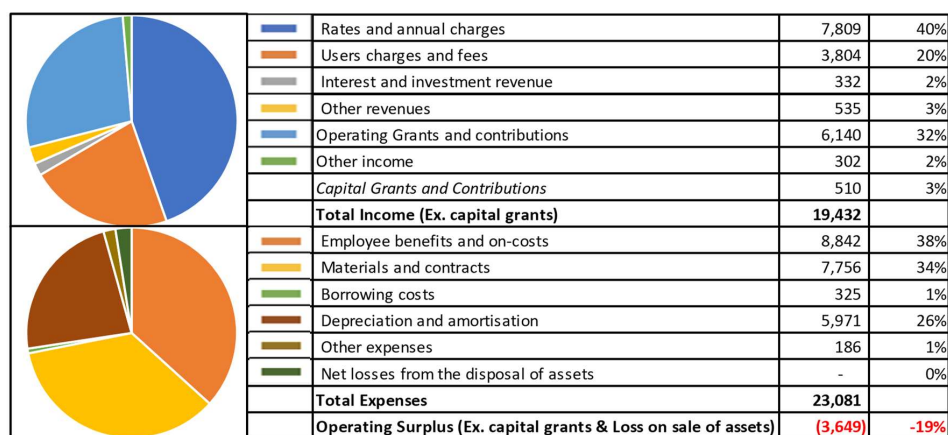 Rates and annual charges 7,809 40%
Users charges and fees 3,804 20%
Interest and investment revenue 332 2%
Other revenues 535 3%
Operating Grants and contributions 6,140 32%
Other income 302 2%
Capital Grants and Contributions 510 3%
Total Income (Ex. capital grants) 19,432
Employee benefits and on-costs 8,842 38%
Materials and contracts 7,756 34%
Borrowing costs 325 1%
Depreciation and amortisation 5,971 26%
Other expenses 186 1%
Net losses from the disposal of assets - 0%
Total Expenses 23,081
Operating Surplus (Ex. capital grants & Loss on sale of assets) (3,649) -19%